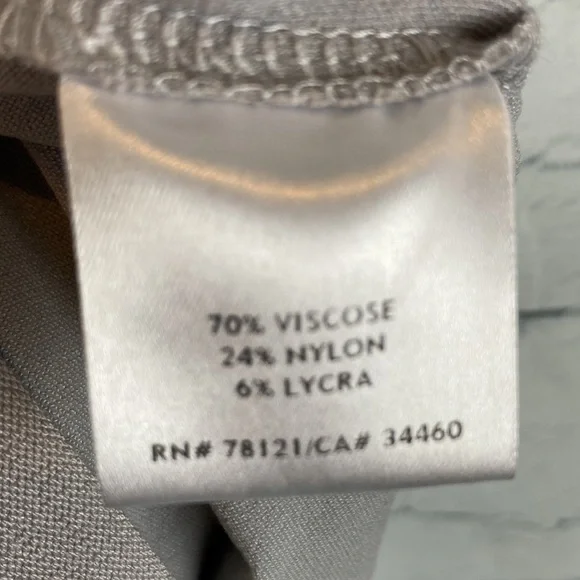 70% VISCOSE
24% NYLON
6% LYCRA
RN# 78121/CA# 34460